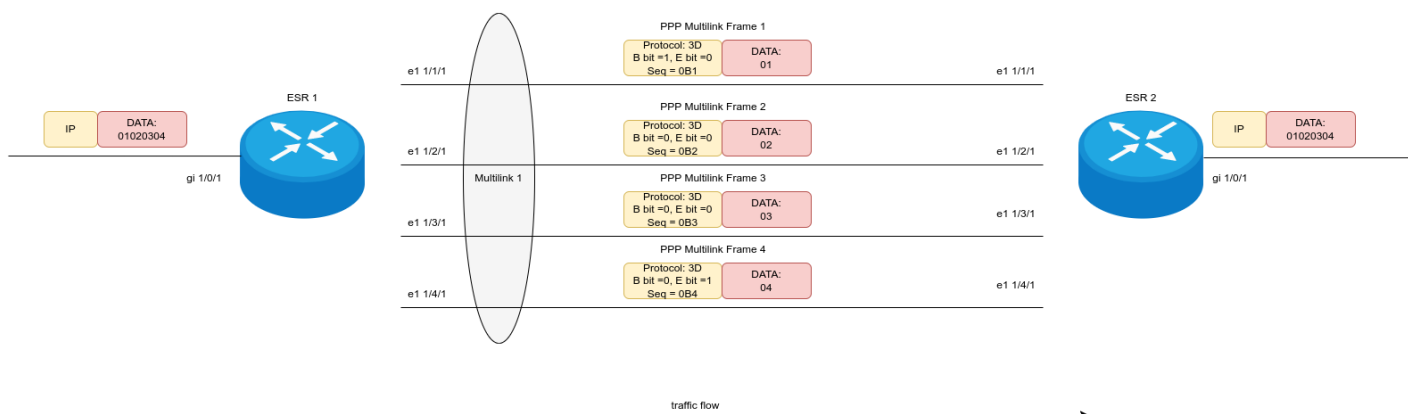 PPP Multilink Frame 1
Protocol: 3D
B bit =1, E bit =0
Seq = 0B1
DATA:
01
e1 1/1/1
e1 1/1/1
ESR 1
ESR 2
PPP Multilink Frame 2
IP
DATA:
01020304
Protocol: 3D
B bit =0, E bit =0
Seq = 0B2
DATA:
02
IP
DATA:
01020304
e1 1/2/1
e1 1/2/1
gi 1/0/1
Multilink 1
PPP Multilink Frame 3
gi 1/0/1
Protocol: 3D
B bit =0, E bit =0
Seq = 0B3
DATA:
03
e1 1/3/1
e1 1/3/1
PPP Multilink Frame 4
Protocol: 3D
B bit =0, E bit =1
Seq = 0B4
DATA:
04
e1 1/4/1
e1 1/4/1
traffic flow